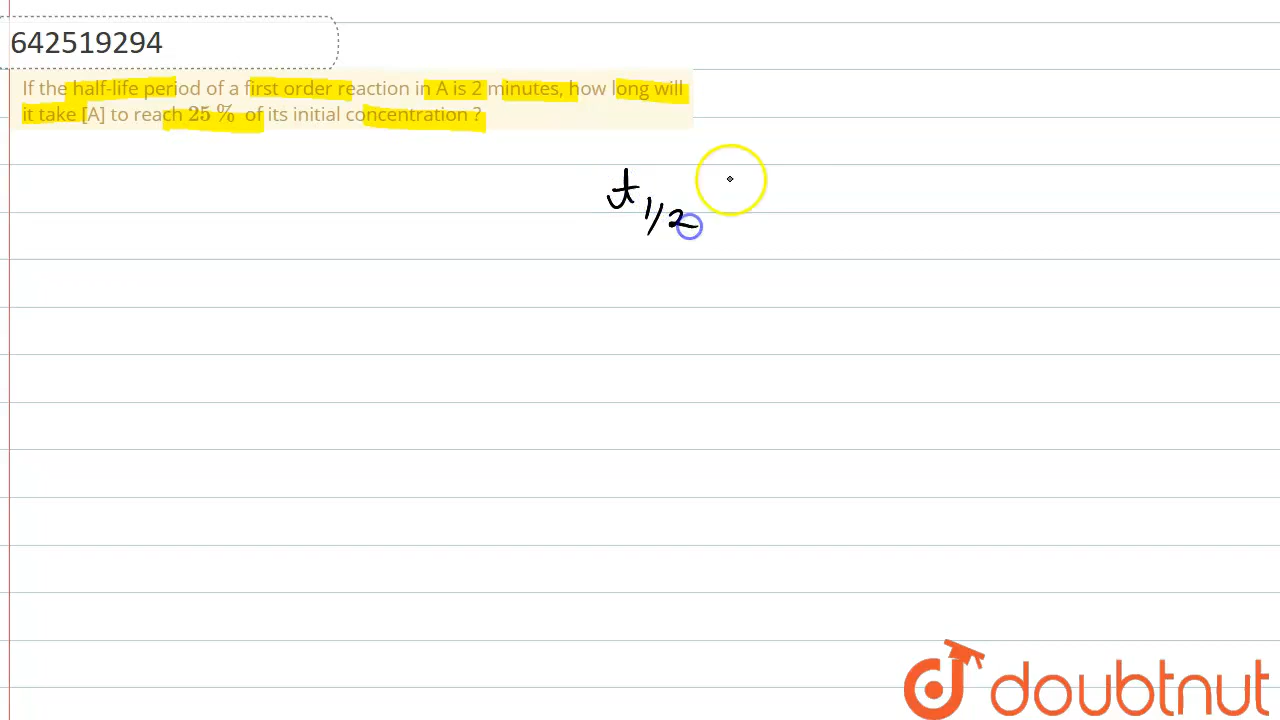 642519294
If the half-life period of a first order reaction in A is 2 minutes, how long will
it take [A] to reach 25 % of its initial concentration ?
t 1/2
doubtnut